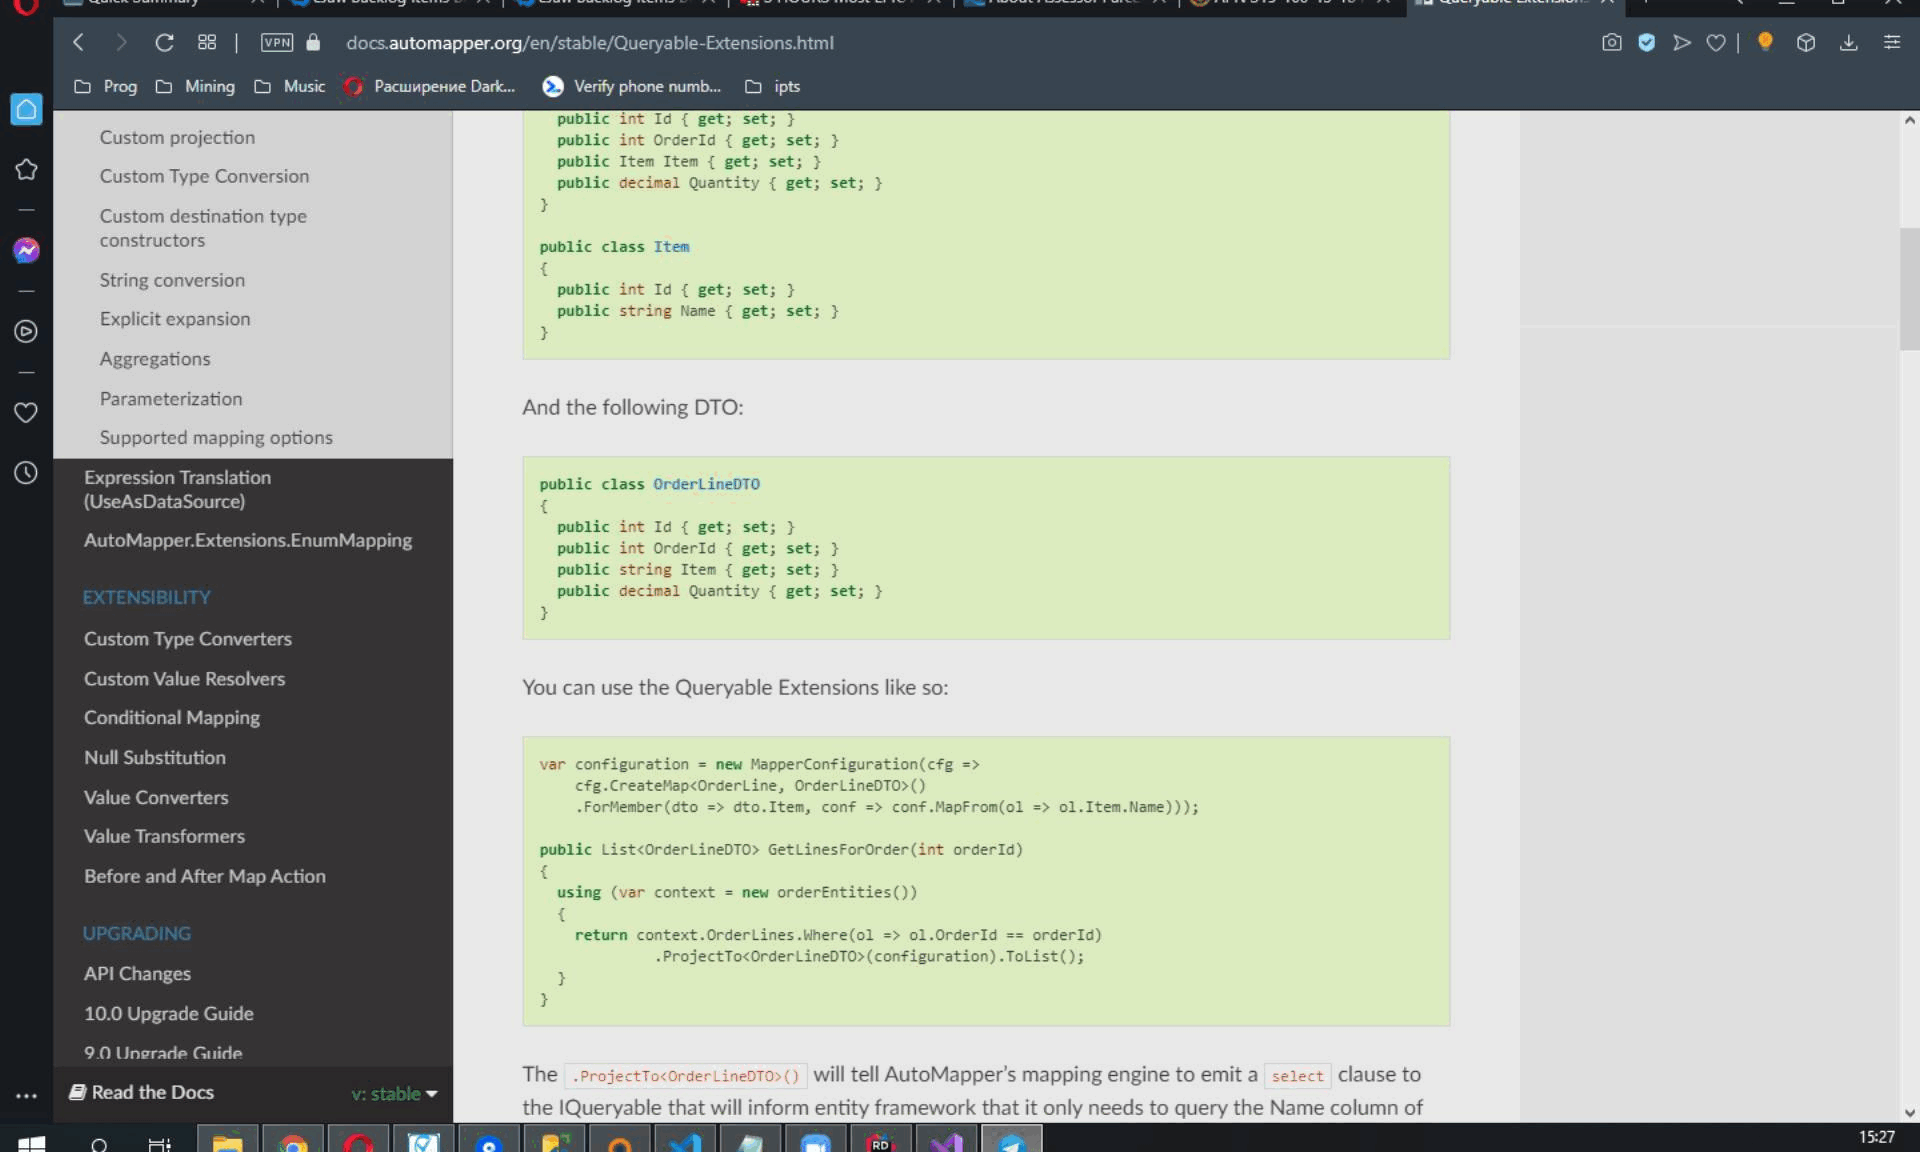 VPN
docs.automapper.org/en/stable/Queryable-Extensions.html
Prog
Mining
Music
Расширение Dark...
Verify phone numb...
ipts
Custom projection
Custom Type Conversion
Custom destination type
constructors
String conversion
Explicit expansion
Aggregations
Parameterization
Supported mapping options
Expression Translation
(UseAsDataSource)
AutoMapper.Extensions.EnumMapping
EXTENSIBILITY
Custom Type Converters
Custom Value Resolvers
Conditional Mapping
Null Substitution
Value Converters
Value Transformers
Before and After Map Action
UPGRADING
API Changes
10.0 Upgrade Guide
9.0 Upgrade Guide
Read the Docs
v: stable
public int Id { get; set; }
public int OrderId { get; set; }
public Item Item { get; set; }
public decimal Quantity { get; set; }
}
public class Item
{
public int Id { get; set; }
public string Name { get; set; }
}
And the following DTO:
public class OrderLineDTO
{
public int Id { get; set; }
public int OrderId { get; set; }
public string Item { get; set; }
public decimal Quantity { get; set; }
}
You can use the Queryable Extensions like so:
var configuration = new MapperConfiguration(cfg =>
cfg.CreateMap<OrderLine, OrderLineDTO>()
.ForMember(dto => dto.Item, conf => conf.MapFrom(ol => ol.Item.Name)));
public List<OrderLineDTO> GetLinesForOrder(int orderId)
{
using (var context = new orderEntities())
{
return context.OrderLines.Where(ol => ol.OrderId == orderId)
.ProjectTo<OrderLineDTO>(configuration).ToList();
}
}
The .ProjectTo<OrderLineDTO>() will tell AutoMapper’s mapping engine to emit a select clause to
the IQueryable that will inform entity framework that it only needs to query the Name column of
RD
15:27